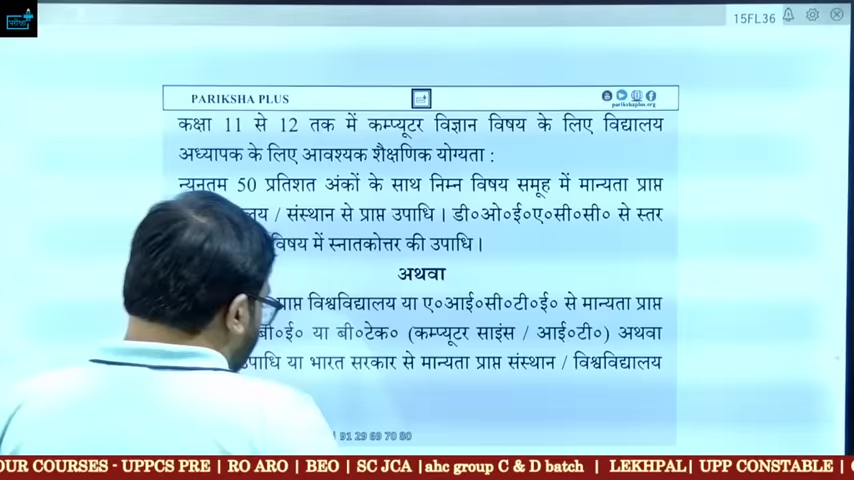 परीक्षा
15FL36
PARIKSHA PLUS
parikshaplus.org
कक्षा 11 से 12 तक में कम्प्यूटर विज्ञान विषय के लिए विद्यालय
अध्यापक के लिए आवश्यक शैक्षणिक योग्यता :
न्यूनतम 50 प्रतिशत अंकों के साथ निम्न विषय समूह में मान्यता प्राप्त
/ संस्थान से प्राप्त उपाधि । डी०ओ०ई०ए०सी०सी० से स्तर
विषय में स्नातकोत्तर की उपाधि ।
अथवा
प्राप्त विश्वविद्यालय या ए०आई०सी०टी०ई० से मान्यता प्राप्त
बी०ई० या बी०टेक० (कम्प्यूटर साइंस / आई०टी०) अथवा
उपाधि या भारत सरकार से मान्यता प्राप्त संस्थान / विश्वविद्यालय
91 29 69 70 80
OUR COURSES - UPPCS PRE | RO ARO | BEO | SC JCA |ahc group C & D batch | LEKHPAL| UPP CONSTABLE |